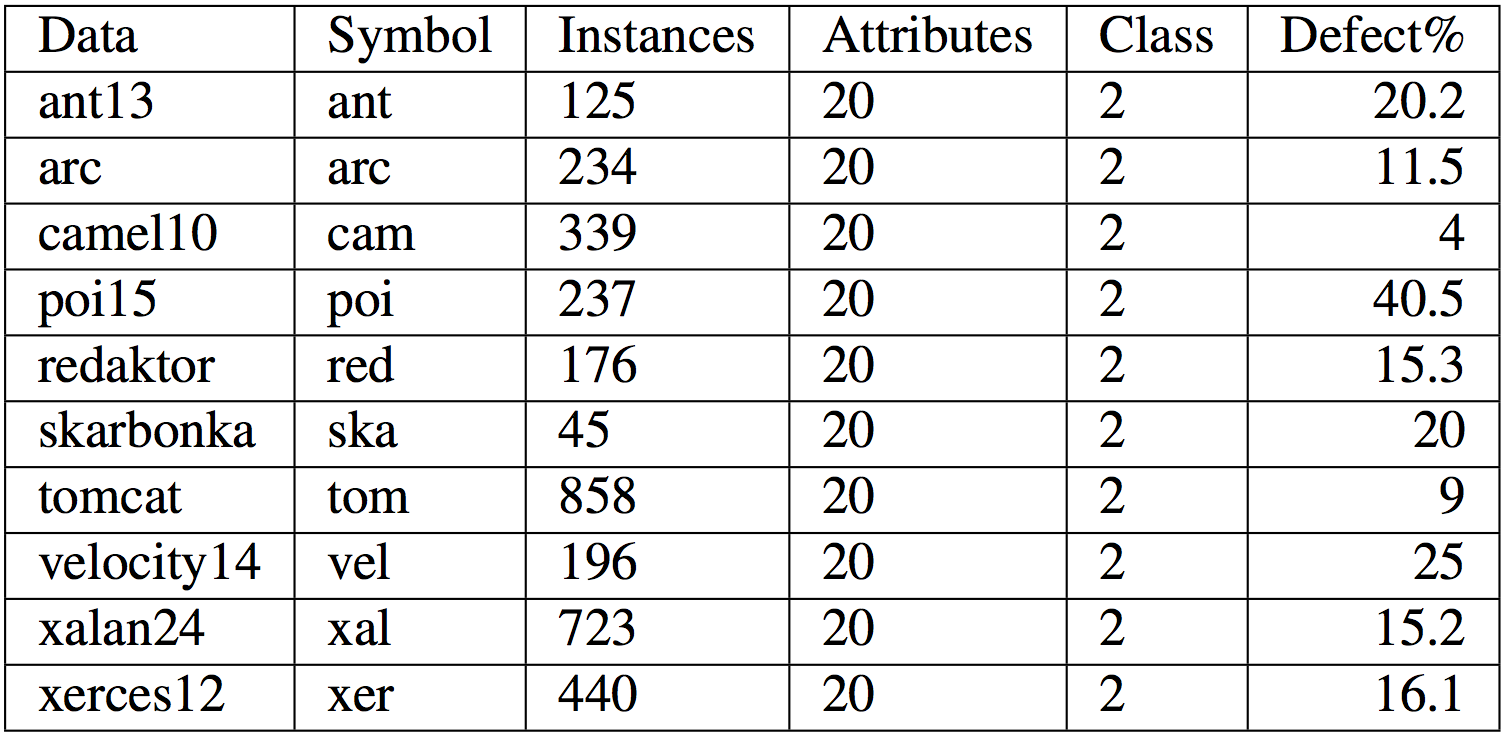 Data Symbol Instances Attributes Class Defect%
ant13 ant 125 20 2 20.2
arc arc 234 20 2 11.5
camel10 cam 339 20 2 4
poi15 poi 237 20 2 40.5
redaktor red 176 20 2 15.3
skarbonka ska 45 20 2 20
tomcat tom 858 20 2 9
velocity14 vel 196 20 2 25
xalan24 xal 723 20 2 15.2
xerces12 xer 440 20 2 16.1